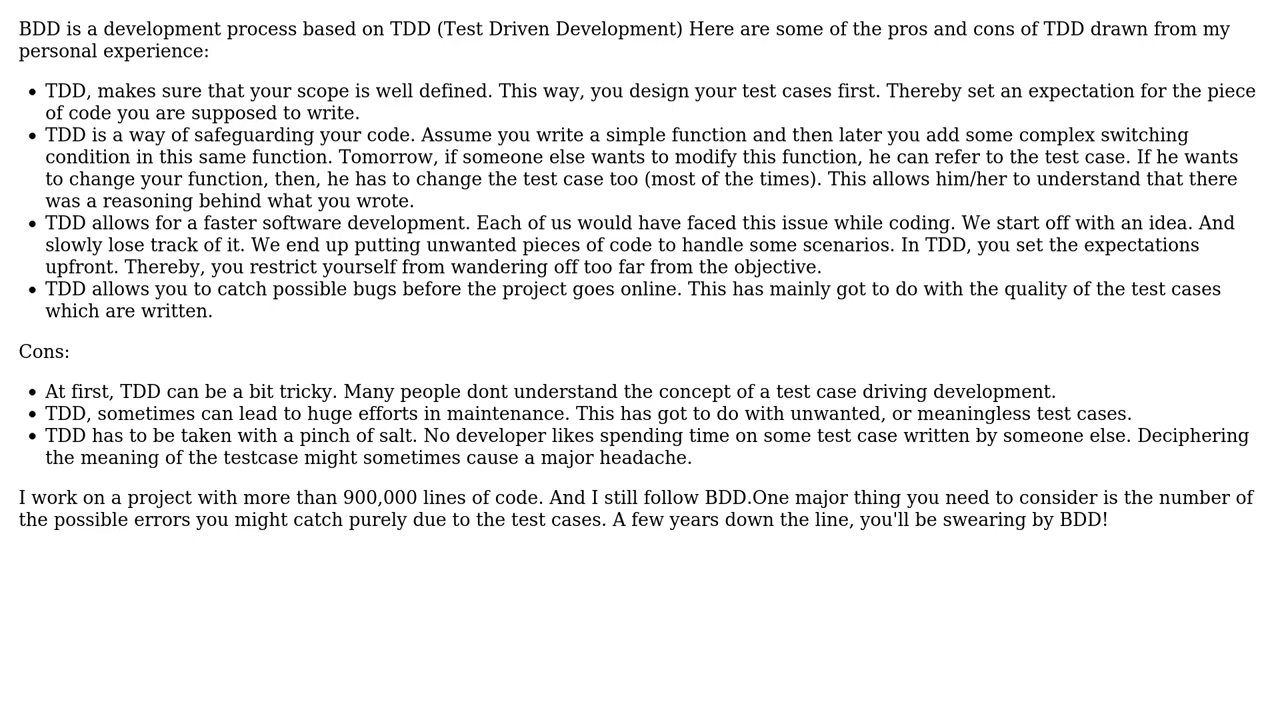 BDD is a development process based on TDD (Test Driven Development) Here are some of the pros and cons of TDD drawn from my
personal experience:
• TDD, makes sure that your scope is well defined. This way, you design your test cases first. Thereby set an expectation for the piece
of code you are supposed to write.
• TDD is a way of safeguarding your code. Assume you write a simple function and then later you add some complex switching
condition in this same function. Tomorrow, if someone else wants to modify this function, he can refer to the test case. If he wants
to change your function, then, he has to change the test case too (most of the times). This allows him/her to understand that there
was a reasoning behind what you wrote.
• TDD allows for a faster software development. Each of us would have faced this issue while coding. We start off with an idea. And
slowly lose track of it. We end up putting unwanted pieces of code to handle some scenarios. In TDD, you set the expectations
upfront. Thereby, you restrict yourself from wandering off too far from the objective.
• TDD allows you to catch possible bugs before the project goes online. This has mainly got to do with the quality of the test cases
which are written.
Cons:
• At first, TDD can be a bit tricky. Many people dont understand the concept of a test case driving development.
• TDD, sometimes can lead to huge efforts in maintenance. This has got to do with unwanted, or meaningless test cases.
• TDD has to be taken with a pinch of salt. No developer likes spending time on some test case written by someone else. Deciphering
the meaning of the testcase might sometimes cause a major headache.
I work on a project with more than 900,000 lines of code. And I still follow BDD.One major thing you need to consider is the number of
the possible errors you might catch purely due to the test cases. A few years down the line, you'll be swearing by BDD!